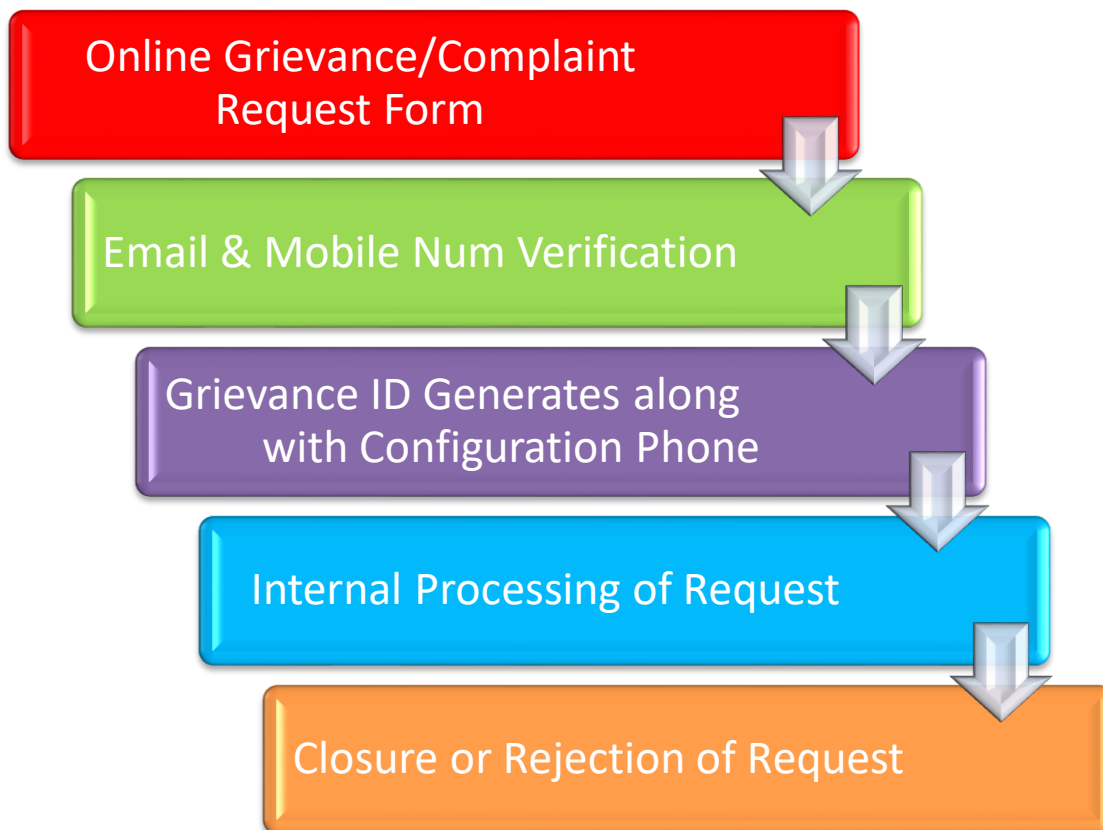 Online Grievance/Complaint
Request Form
Email & Mobile Num Verification
Grievance ID Generates along
with Configuration Phone
Internal Processing of Request
Closure or Rejection of Request